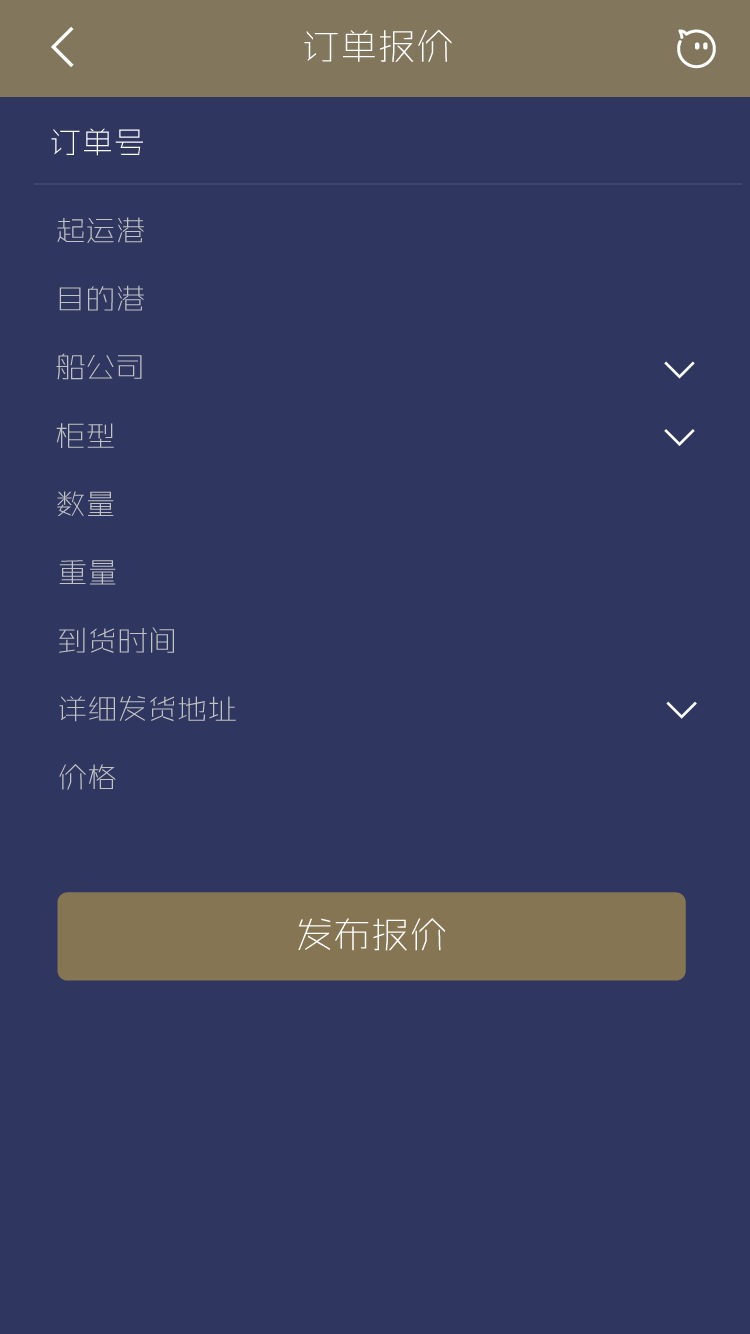 订单报价
订单号
起运港
目的港
船公司
柜型
数量
重量
到货时间
详细发货地址
价格
发布报价